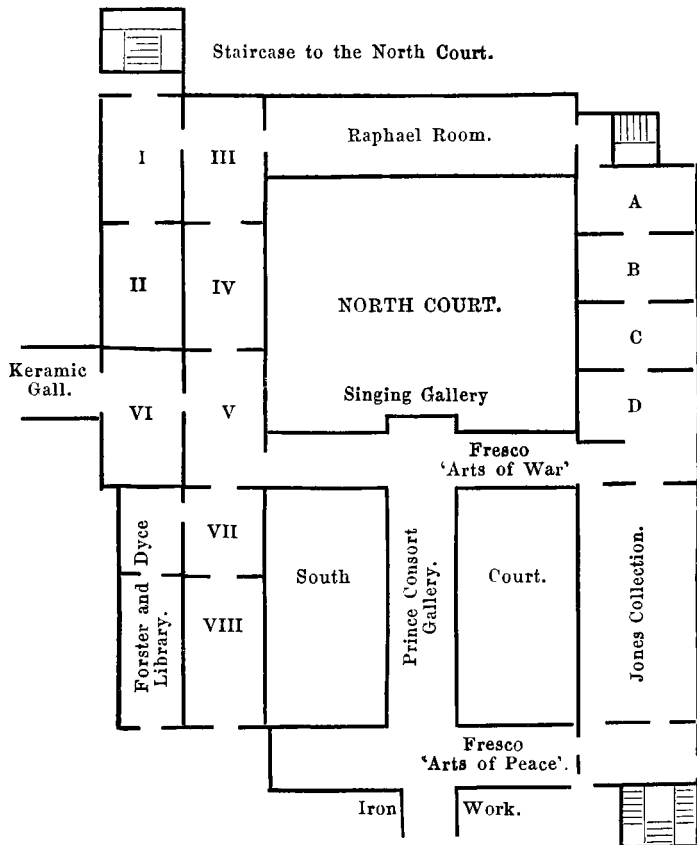 Staircase to the North Court.
Raphael Room.
I
III
A
II
IV
NORTH COURT.
B
C
Keramic
Gall.
VI
V
Singing Gallery
D
Fresco
'Arts of War'
VII
South
Prince Consort
Gallery.
Court.
Jones Collection.
Forster and Dyce
Library.
VIII
Fresco
'Arts of Peace'.
Iron
Work.